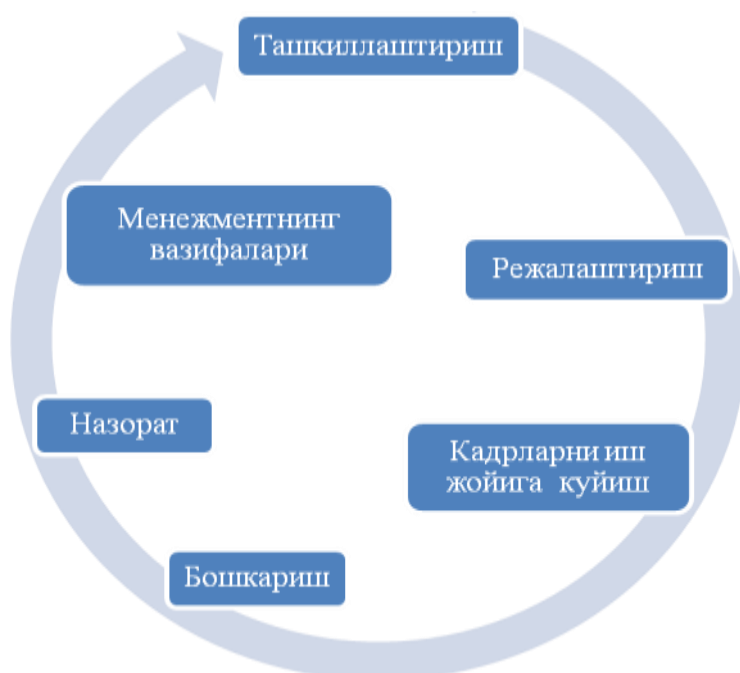 Ташкиллаштириш
Менежментнинг
вазифалари
Режалаштириш
Назорат
Кадрларни иш
жойига куйиш
Бошкариш